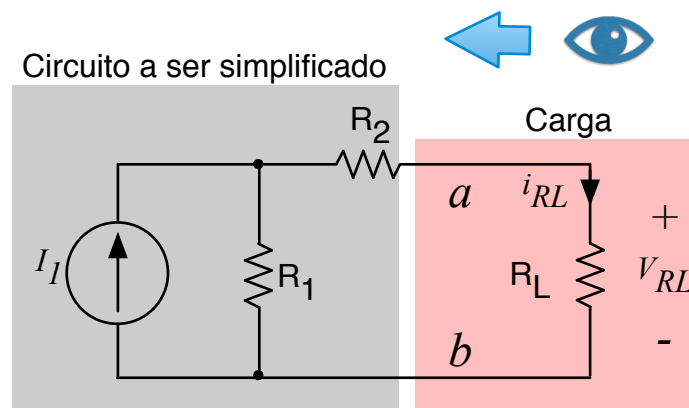 Circuito a ser simplificado
Carga
R2
a
iRL
+
I1
R1
RL
VRL
b
-